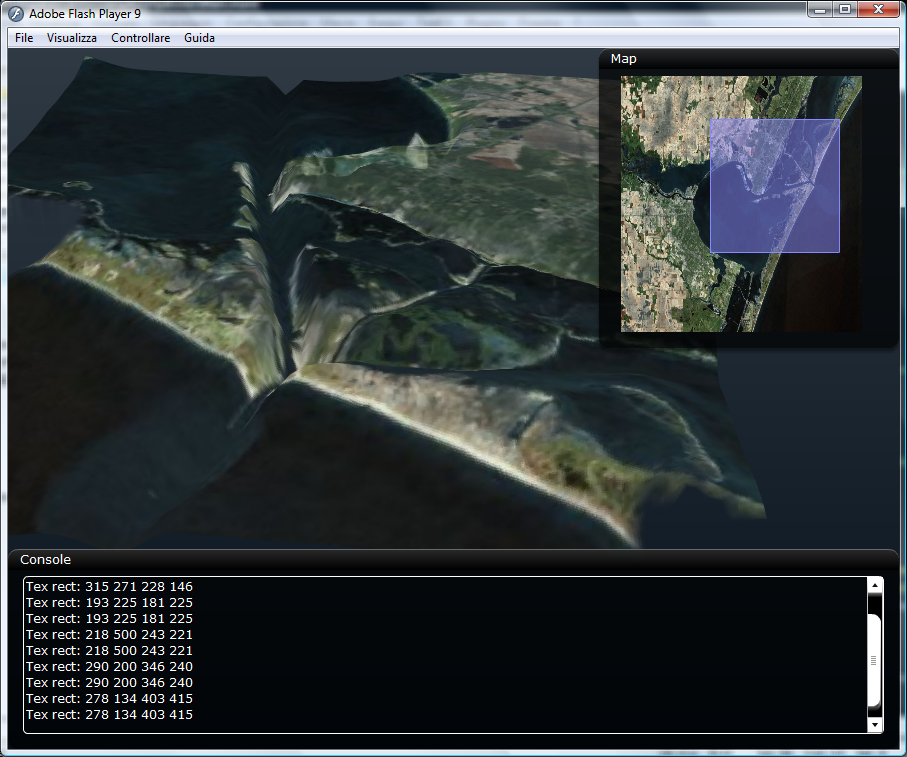 Adobe Flash Player 9
File Visualizza Controllare Guida
Map
Console
Tex rect: 315 271 228 146
Tex rect: 193 225 181 225
Tex rect: 193 225 181 225
Tex rect: 218 500 243 221
Tex rect: 218 500 243 221
Tex rect: 290 200 346 240
Tex rect: 290 200 346 240
Tex rect: 278 134 403 415
Tex rect: 278 134 403 415